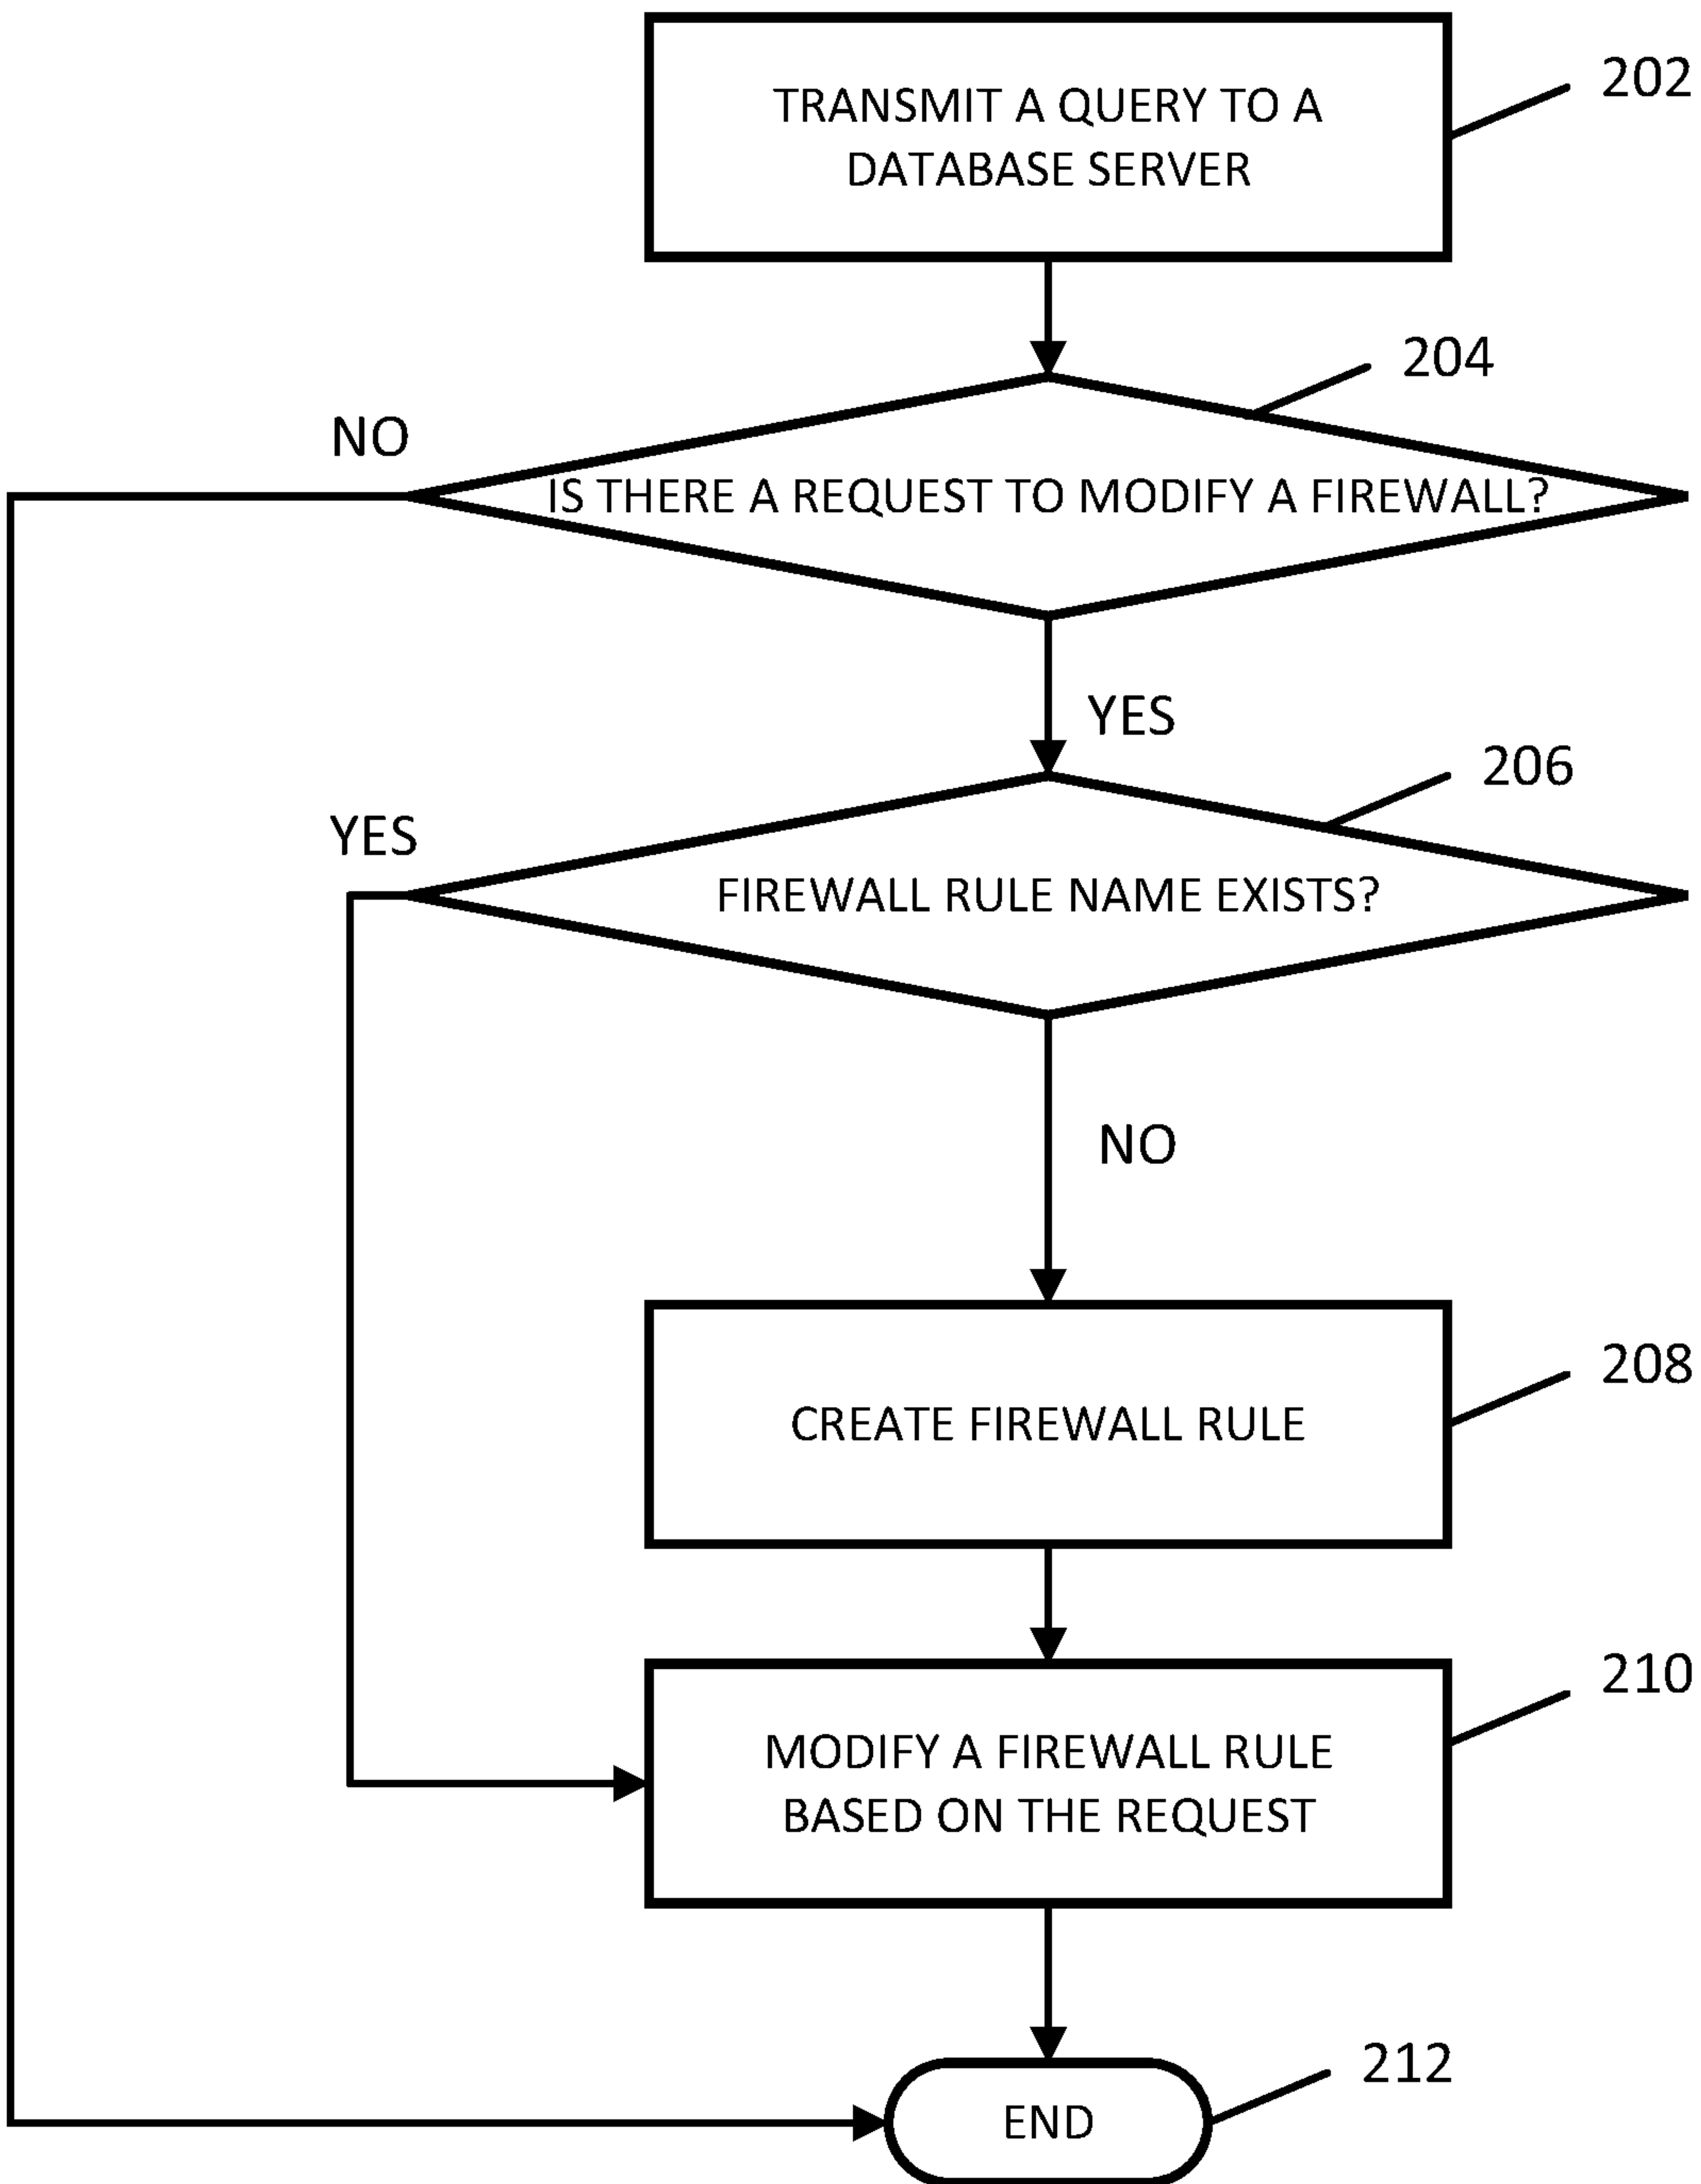 TRANSMIT A QUERY TO A
DATABASE SERVER
202
204
NO
IS THERE A REQUEST TO MODIFY A FIREWALL?
YES
206
YES
FIREWALL RULE NAME EXISTS?
NO
208
CREATE FIREWALL RULE
210
MODIFY A FIREWALL RULE
BASED ON THE REQUEST
212
END